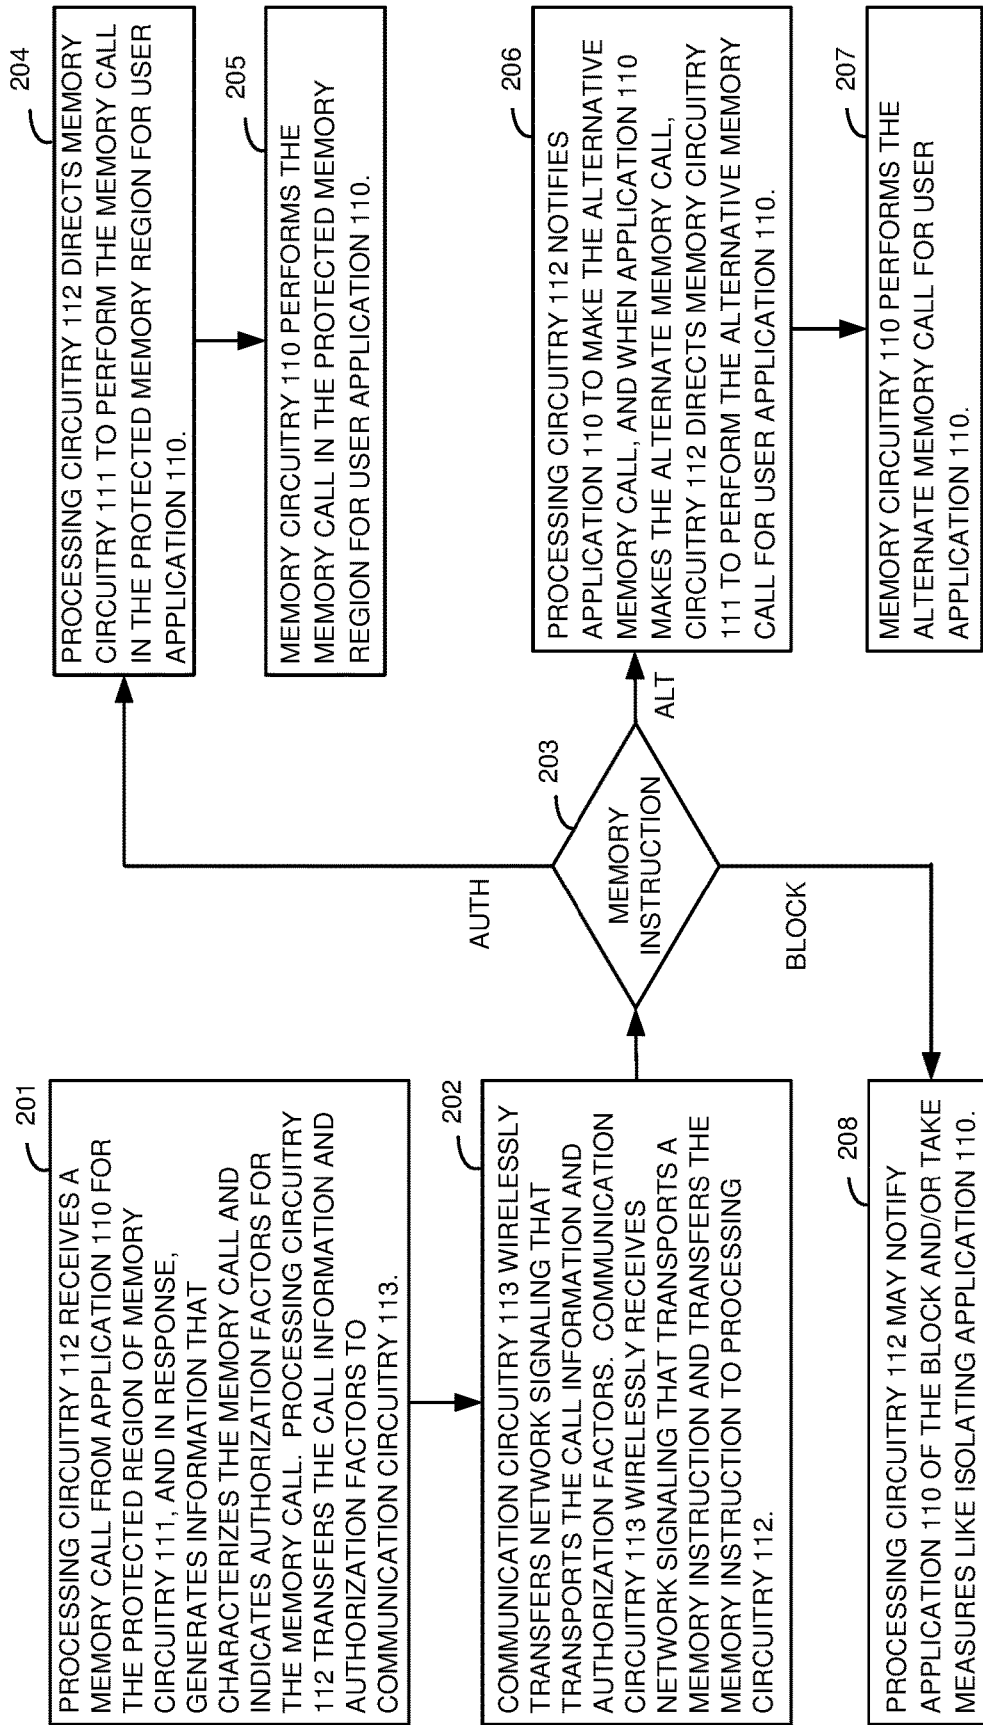 201
PROCESSING CIRCUITRY 112 RECEIVES A
MEMORY CALL FROM APPLICATION 110 FOR
THE PROTECTED REGION OF MEMORY
CIRCUITRY 111, AND IN RESPONSE,
GENERATES INFORMATION THAT
CHARACTERIZES THE MEMORY CALL AND
INDICATES AUTHORIZATION FACTORS FOR
THE MEMORY CALL. PROCESSING CIRCUITRY
112 TRANSFERS THE CALL INFORMATION AND
AUTHORIZATION FACTORS TO
COMMUNICATION CIRCUITRY 113.
202
COMMUNICATION CIRCUITRY 113 WIRELESSLY
TRANSFERS NETWORK SIGNALING THAT
TRANSPORTS THE CALL INFORMATION AND
AUTHORIZATION FACTORS. COMMUNICATION
CIRCUITRY 113 WIRELESSLY RECEIVES
NETWORK SIGNALING THAT TRANSPORTS A
MEMORY INSTRUCTION AND TRANSFERS THE
MEMORY INSTRUCTION TO PROCESSING
CIRCUITRY 112.
203
MEMORY
INSTRUCTION
AUTH
ALT
BLOCK
204
PROCESSING CIRCUITRY 112 DIRECTS MEMORY
CIRCUITRY 111 TO PERFORM THE MEMORY CALL
IN THE PROTECTED MEMORY REGION FOR USER
APPLICATION 110.
205
MEMORY CIRCUITRY 110 PERFORMS THE
MEMORY CALL IN THE PROTECTED MEMORY
REGION FOR USER APPLICATION 110.
206
PROCESSING CIRCUITRY 112 NOTIFIES
APPLICATION 110 TO MAKE THE ALTERNATIVE
MEMORY CALL, AND WHEN APPLICATION 110
MAKES THE ALTERNATE MEMORY CALL,
CIRCUITRY 112 DIRECTS MEMORY CIRCUITRY
111 TO PERFORM THE ALTERNATIVE MEMORY
CALL FOR USER APPLICATION 110.
207
MEMORY CIRCUITRY 110 PERFORMS THE
ALTERNATE MEMORY CALL FOR USER
APPLICATION 110.
208
PROCESSING CIRCUITRY 112 MAY NOTIFY
APPLICATION 110 OF THE BLOCK AND/OR TAKE
MEASURES LIKE ISOLATING APPLICATION 110.